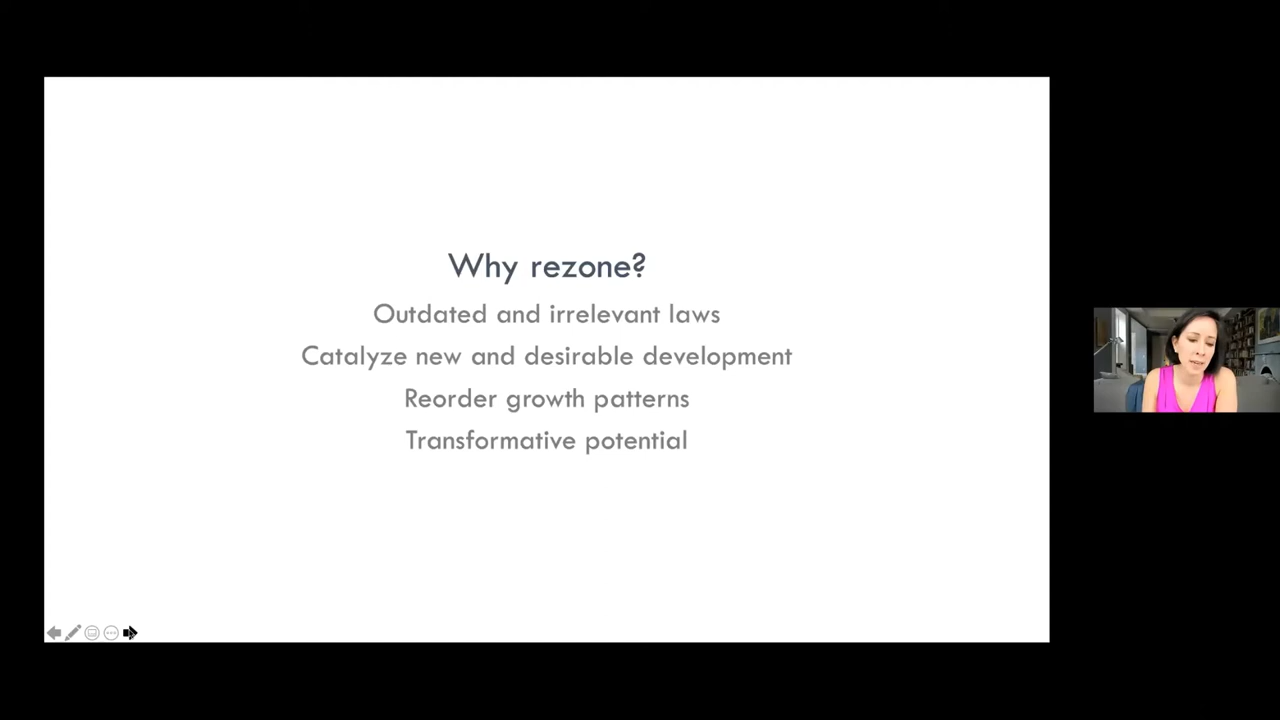 Why rezone?
Outdated and irrelevant laws
Catalyze new and desirable development
Reorder growth patterns
Transformative potential